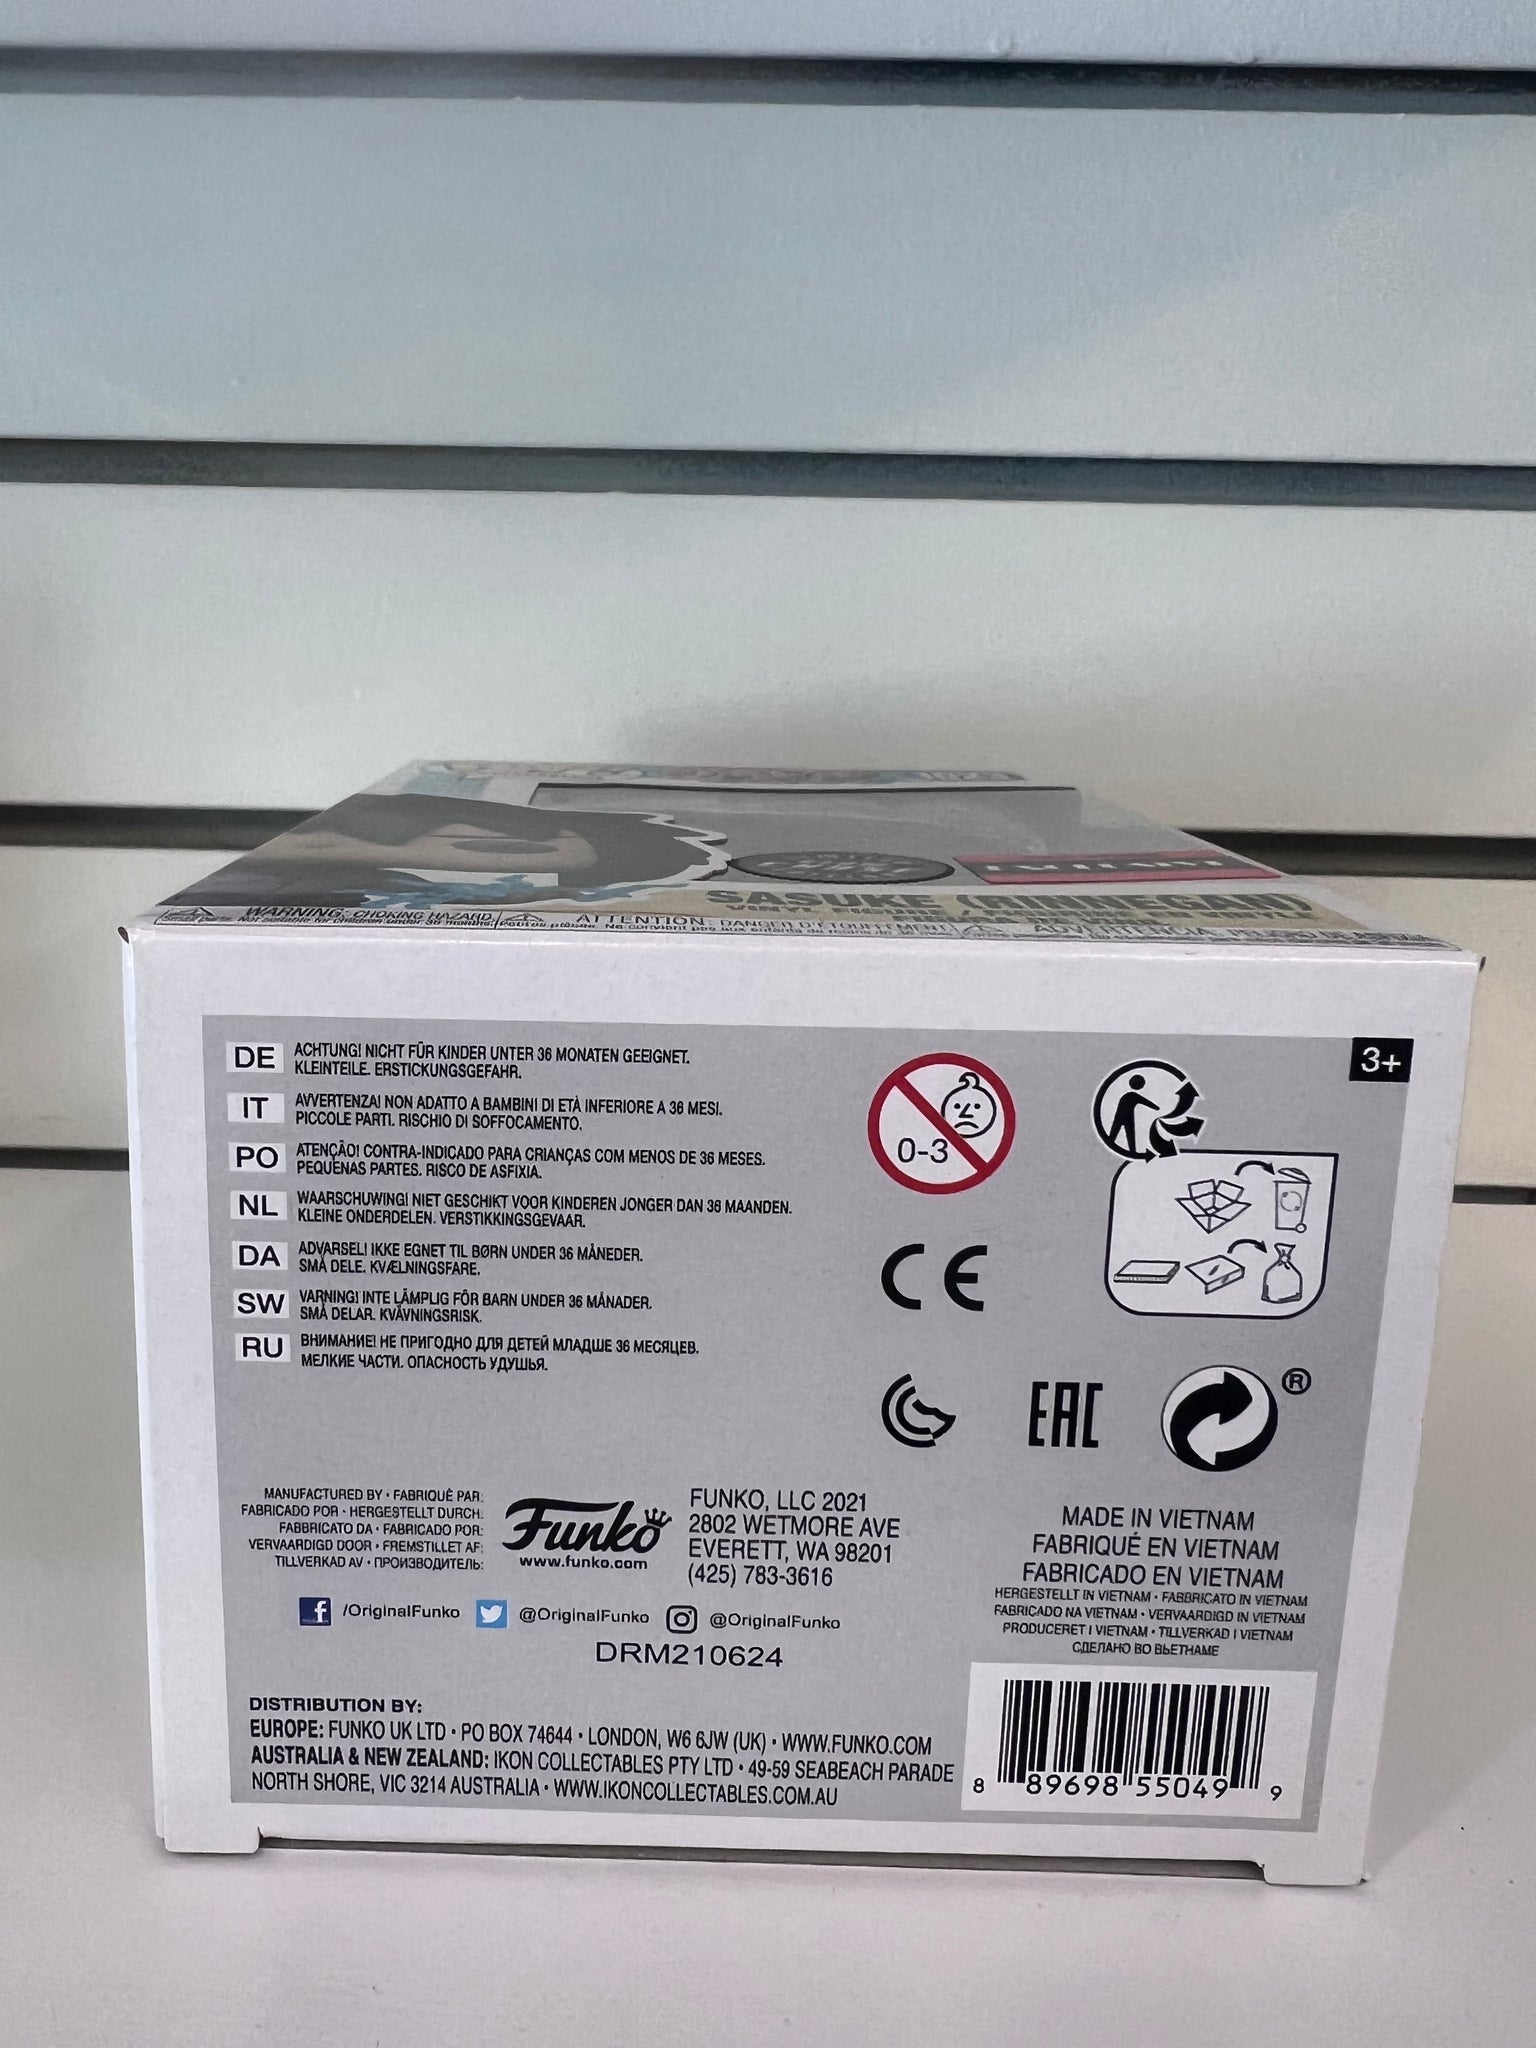 SASUKE (RINNEGAN)
WARNING: CHOKING HAZARD.
ATTENTION: DANGER D'ÉTOUFFEMENT
DE ACHTUNG! NICHT FÜR KINDER UNTER 36 MONATEN GEEIGNET.
KLEINTEILE. ERSTICKUNGSGEFAHR.
IT AVVERTENZA! NON ADATTO A BAMBINI DI ETÀ INFERIORE A 36 MESI.
PICCOLE PARTI. RISCHIO DI SOFFOCAMENTO.
PO ATENÇÃO! CONTRA-INDICADO PARA CRIANÇAS COM MENOS DE 36 MESES.
PEQUENAS PARTES. RISCO DE ASFIXIA.
NL WAARSCHUWING! NIET GESCHIKT VOOR KINDEREN JONGER DAN 36 MAANDEN.
KLEINE ONDERDELEN. VERSTIKKINGSGEVAAR.
DA ADVARSEL! IKKE EGNET TIL BØRN UNDER 36 MÅNEDER.
SMÅ DELE. KVÆLNINGSFARE.
SW VARNING! INTE LÄMPLIG FÖR BARN UNDER 36 MÅNADER.
SMÅ DELAR. KVÄVNINGSRISK.
RU ВНИМАНИЕ! НЕ ПРИГОДНО ДЛЯ ДЕТЕЙ МЛАДШЕ 36 МЕСЯЦЕВ.
МЕЛКИЕ ЧАСТИ. ОПАСНОСТЬ УДУШЬЯ.
0-3
3+
CE
EAC
®
MANUFACTURED BY • FABRIQUÉ PAR:
FABRICADO POR • HERGESTELLT DURCH:
FABBRICATO DA • FABRICADO POR:
VERVAARDIGD DOOR • FREMSTILLET AF:
TILLVERKAD AV • ПРОИЗВОДИТЕЛЬ:
Funko
www.funko.com
FUNKO, LLC 2021
2802 WETMORE AVE
EVERETT, WA 98201
(425) 783-3616
f /OriginalFunko @OriginalFunko @OriginalFunko
DRM210624
MADE IN VIETNAM
FABRIQUÉ EN VIETNAM
FABRICADO EN VIETNAM
HERGESTELLT IN VIETNAM • FABBRICATO IN VIETNAM
FABRICADO NA VIETNAM • VERVAARDIGD IN VIETNAM
PRODUCERET I VIETNAM • TILLVERKAD I VIETNAM
СДЕЛАНО ВО ВЬЕТНАМЕ
DISTRIBUTION BY:
EUROPE: FUNKO UK LTD • PO BOX 74644 • LONDON, W6 6JW (UK) • WWW.FUNKO.COM
AUSTRALIA & NEW ZEALAND: IKON COLLECTABLES PTY LTD • 49-59 SEABEACH PARADE
NORTH SHORE, VIC 3214 AUSTRALIA • WWW.IKONCOLLECTABLES.COM.AU
8 89698 55049 9